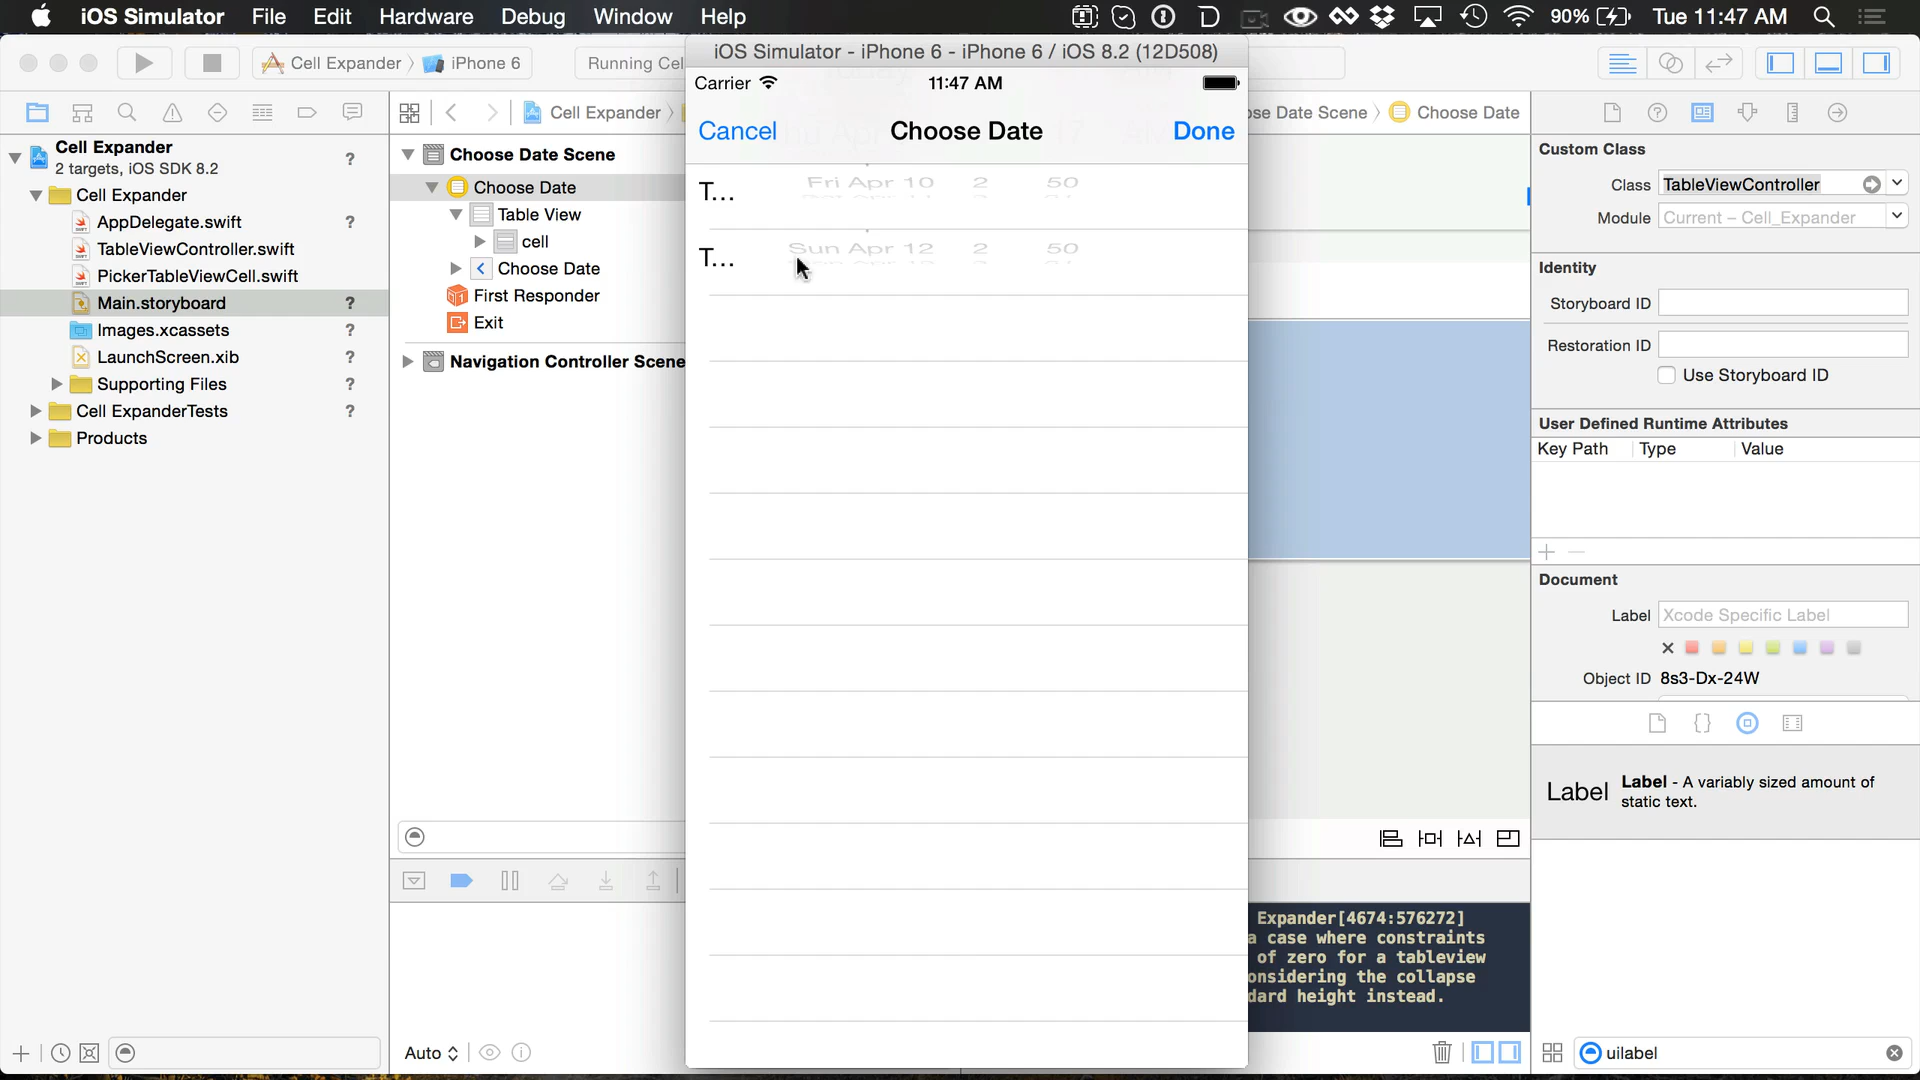 iOS Simulator File Edit Hardware Debug Window Help 90% Tue 11:47 AM
Cell Expander iPhone 6 Running Cel
iOS Simulator - iPhone 6 - iPhone 6 / iOS 8.2 (12D508)
Carrier 11:47 AM
Cancel Choose Date Done
T... Fri Apr 10 2 50
T... Sun Apr 12 2 50
Cell Expander
2 targets, iOS SDK 8.2
?
Cell Expander
AppDelegate.swift ?
TableViewController.swift
PickerTableViewCell.swift
Main.storyboard ?
Images.xcassets ?
LaunchScreen.xib ?
Supporting Files ?
Cell ExpanderTests ?
Products
Cell Expander
ose Date Scene Choose Date
Choose Date Scene
Choose Date
Table View
cell
Choose Date
First Responder
Exit
Navigation Controller Scene
Expander[4674:576272]
a case where constraints
of zero for a tableview
onsidering the collapse
dard height instead.
Auto
Custom Class
Class TableViewController
Module Current – Cell_Expander
Identity
Storyboard ID
Restoration ID
Use Storyboard ID
User Defined Runtime Attributes
Key Path Type Value
Document
Label Xcode Specific Label
Object ID 8s3-Dx-24W
Label Label - A variably sized amount of
static text.
uilabel